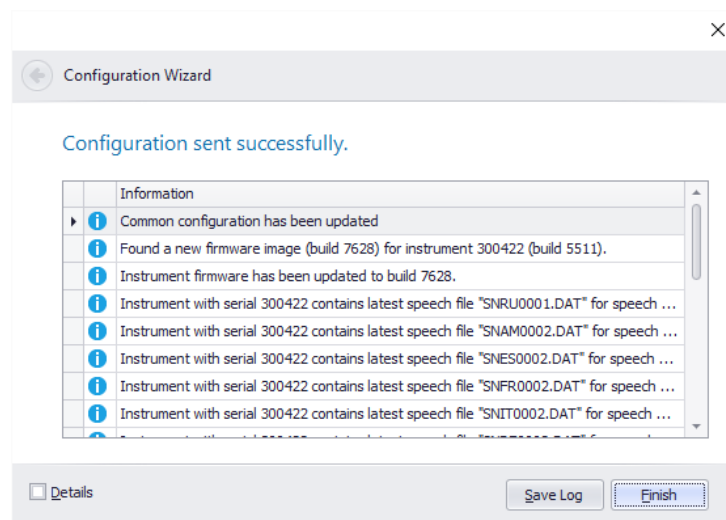 Configuration Wizard
Configuration sent successfully.
Information
Common configuration has been updated
Found a new firmware image (build 7628) for instrument 300422 (build 5511).
Instrument firmware has been updated to build 7628.
Instrument with serial 300422 contains latest speech file "SNRU0001.DAT" for speech ...
Instrument with serial 300422 contains latest speech file "SNAM0002.DAT" for speech ...
Instrument with serial 300422 contains latest speech file "SNES0002.DAT" for speech ...
Instrument with serial 300422 contains latest speech file "SNFR0002.DAT" for speech ...
Instrument with serial 300422 contains latest speech file "SNIT0002.DAT" for speech ...
Details
Save Log
Finish